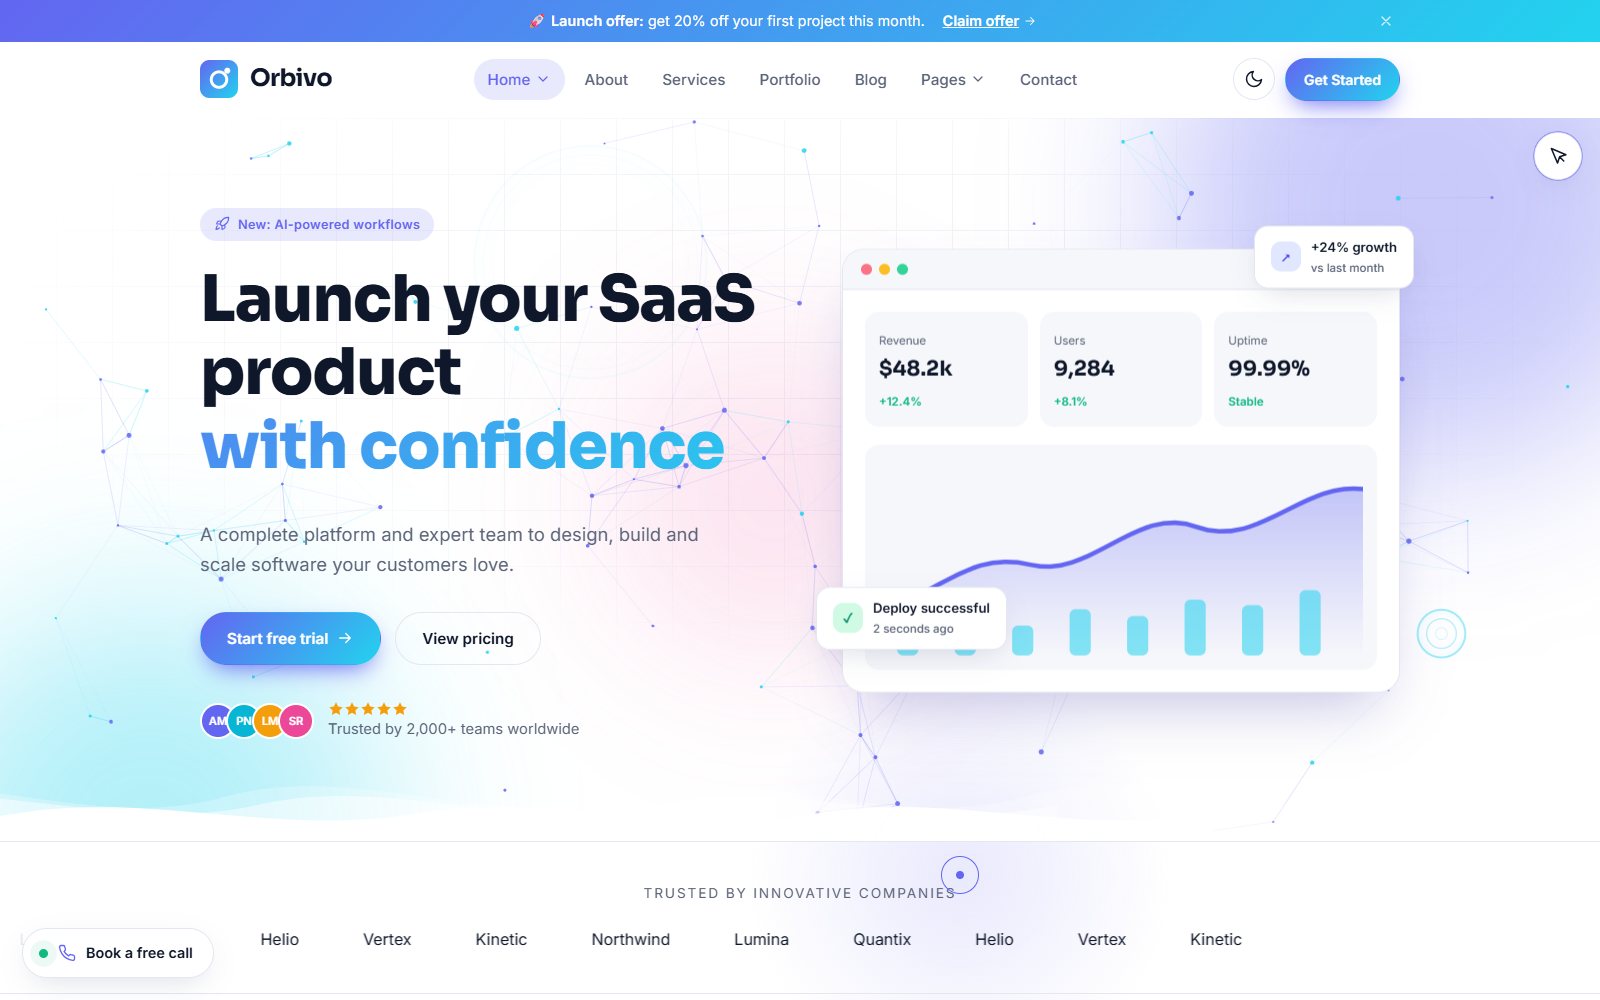 🚀 Launch offer: get 20% off your first project this month. Claim offer →
Orbivo
Home
About
Services
Portfolio
Blog
Pages
Contact
Get Started
New: AI-powered workflows
Launch your SaaS
product
with confidence
A complete platform and expert team to design, build and
scale software your customers love.
Start free trial →
View pricing
AM PN LM SR
★★★★★
Trusted by 2,000+ teams worldwide
+24% growth
vs last month
Revenue
$48.2k
+12.4%
Users
9,284
+8.1%
Uptime
99.99%
Stable
Deploy successful
2 seconds ago
TRUSTED BY INNOVATIVE COMPANIES
Helio
Vertex
Kinetic
Northwind
Lumina
Quantix
Helio
Vertex
Kinetic
Book a free call